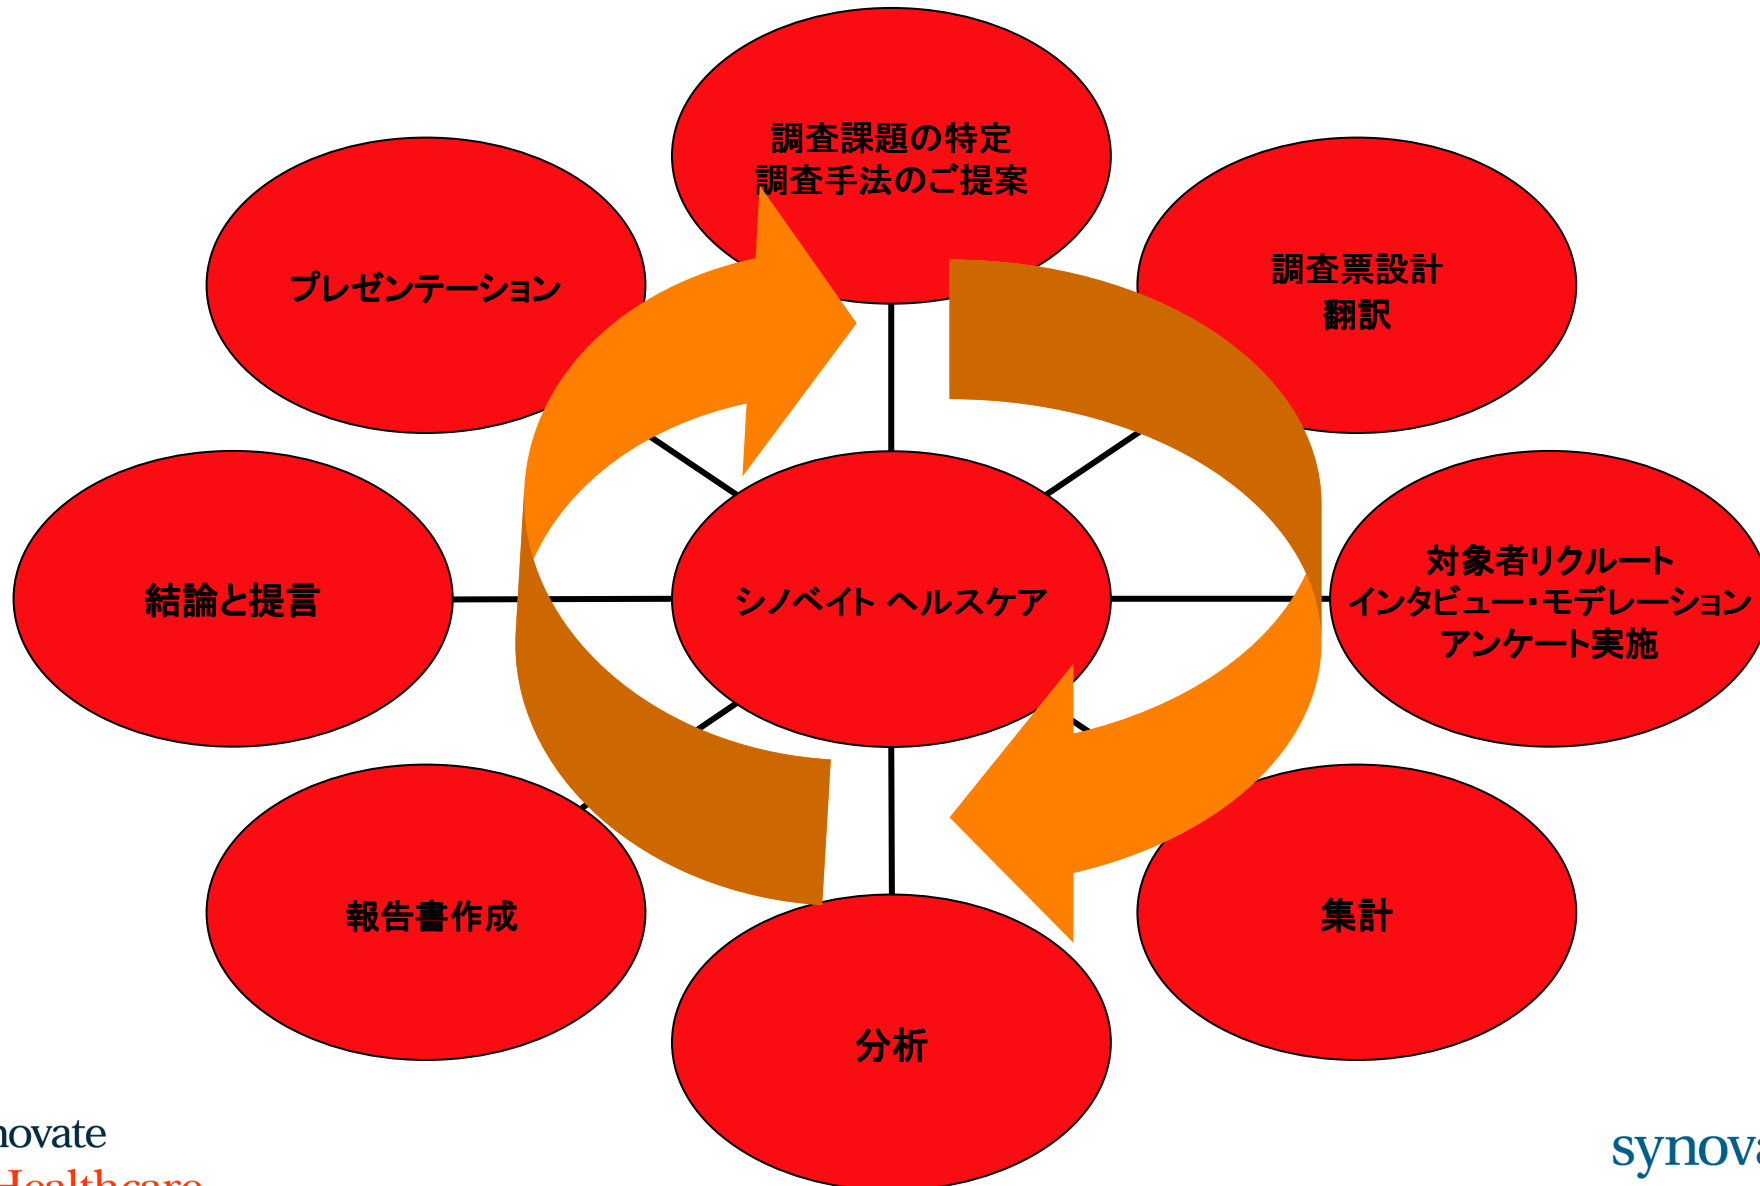 調査課題の特定
調査手法のご提案
調査票設計
翻訳
対象者リクルート
インタビュー・モデレーション
アンケート実施
集計
分析
報告書作成
結論と提言
プレゼンテーション
シノベイト ヘルスケア
novate
Healthcare
synova